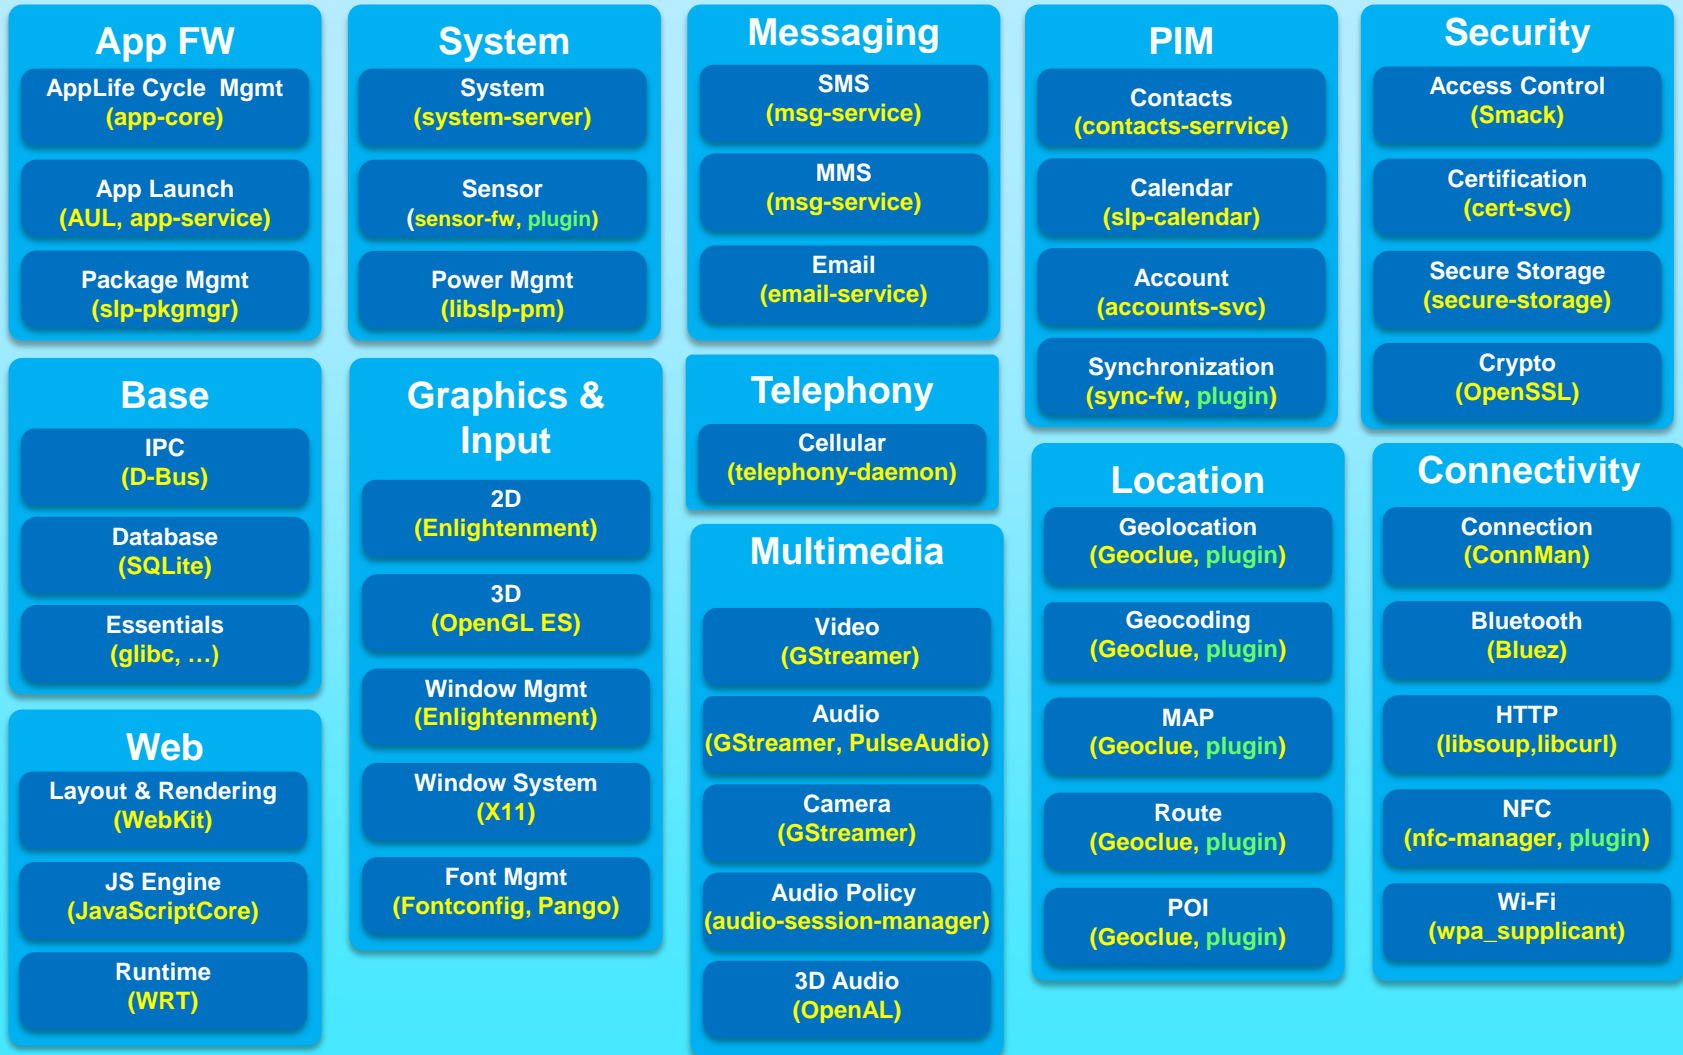 App FW
AppLife Cycle Mgmt
(app-core)
App Launch
(AUL, app-service)
Package Mgmt
(slp-pkgmgr)
System
System
(system-server)
Sensor
(sensor-fw, plugin)
Power Mgmt
(libslp-pm)
Messaging
SMS
(msg-service)
MMS
(msg-service)
Email
(email-service)
PIM
Contacts
(contacts-serrvice)
Calendar
(slp-calendar)
Account
(accounts-svc)
Synchronization
(sync-fw, plugin)
Security
Access Control
(Smack)
Certification
(cert-svc)
Secure Storage
(secure-storage)
Crypto
(OpenSSL)
Base
IPC
(D-Bus)
Database
(SQLite)
Essentials
(glibc, …)
Graphics &
Input
2D
(Enlightenment)
3D
(OpenGL ES)
Window Mgmt
(Enlightenment)
Window System
(X11)
Font Mgmt
(Fontconfig, Pango)
Telephony
Cellular
(telephony-daemon)
Multimedia
Video
(GStreamer)
Audio
(GStreamer, PulseAudio)
Camera
(GStreamer)
Audio Policy
(audio-session-manager)
3D Audio
(OpenAL)
Location
Geolocation
(Geoclue, plugin)
Geocoding
(Geoclue, plugin)
MAP
(Geoclue, plugin)
Route
(Geoclue, plugin)
POI
(Geoclue, plugin)
Connectivity
Connection
(ConnMan)
Bluetooth
(Bluez)
HTTP
(libsoup,libcurl)
NFC
(nfc-manager, plugin)
Wi-Fi
(wpa_supplicant)
Web
Layout & Rendering
(WebKit)
JS Engine
(JavaScriptCore)
Runtime
(WRT)